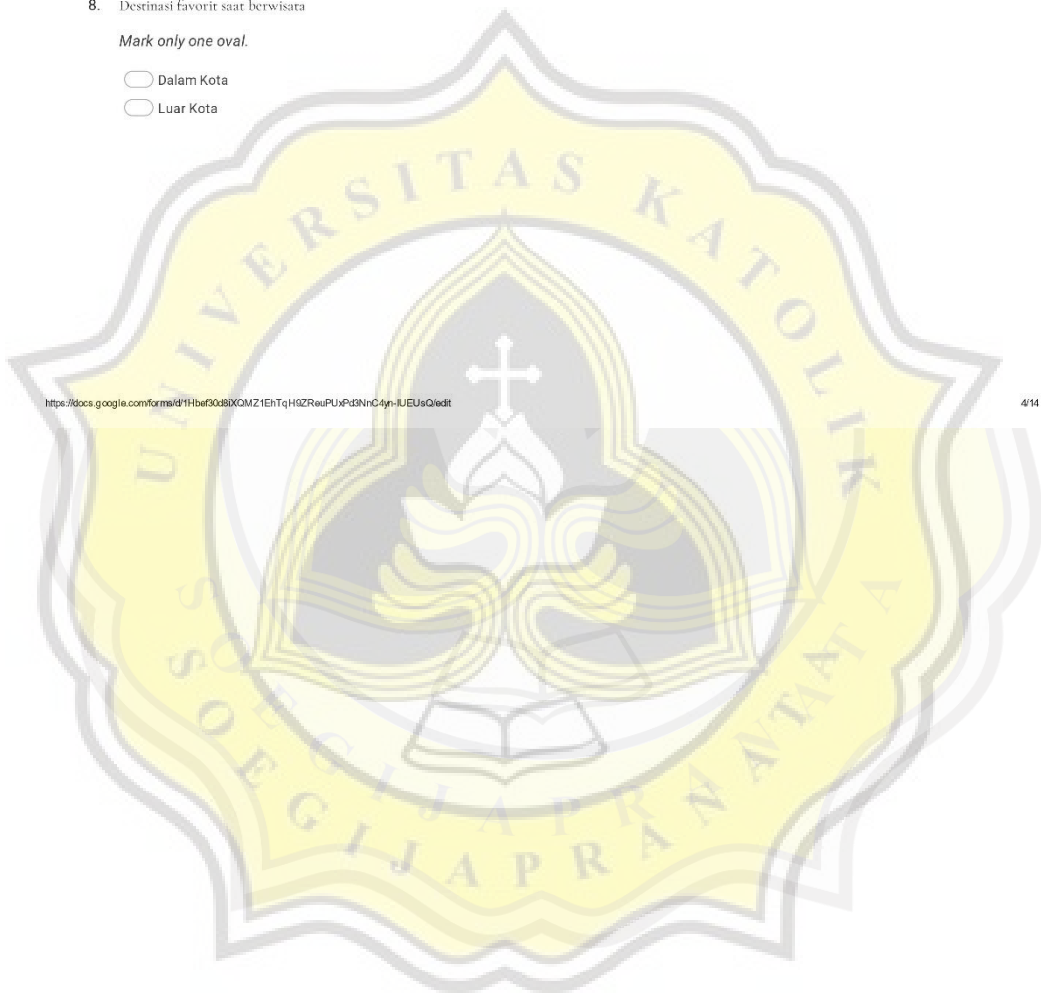 8. Destinasi favorit saat berwisata
Mark only one oval.
Dalam Kota
Luar Kota
UNIVERSITAS KATOLIK
https://docs.google.com/forms/d/1Hbef30d8iXQMZ1EhTqH9ZReuPUxPd3NnC4yn-IUEUsQ/edit
4/14
SOEGIJAPRANATA
SOEGIJAPRANATA